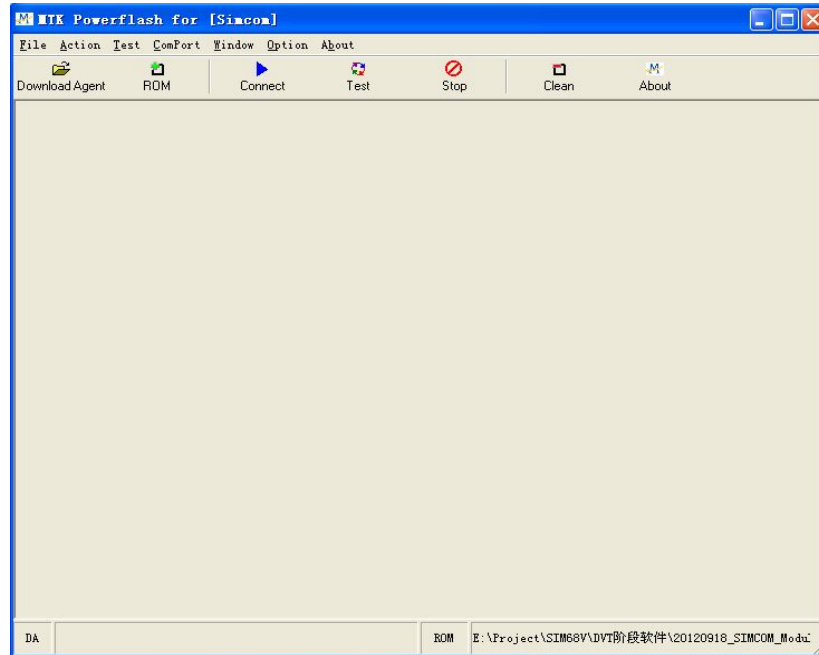 MTK Powerflash for [Simcom]
File Action Test ComPort Window Option About
Download Agent ROM Connect Test Stop Clean About
DA ROM E:\Project\SIM68V\DVT阶段软件\20120918_SIMCOM_Modul